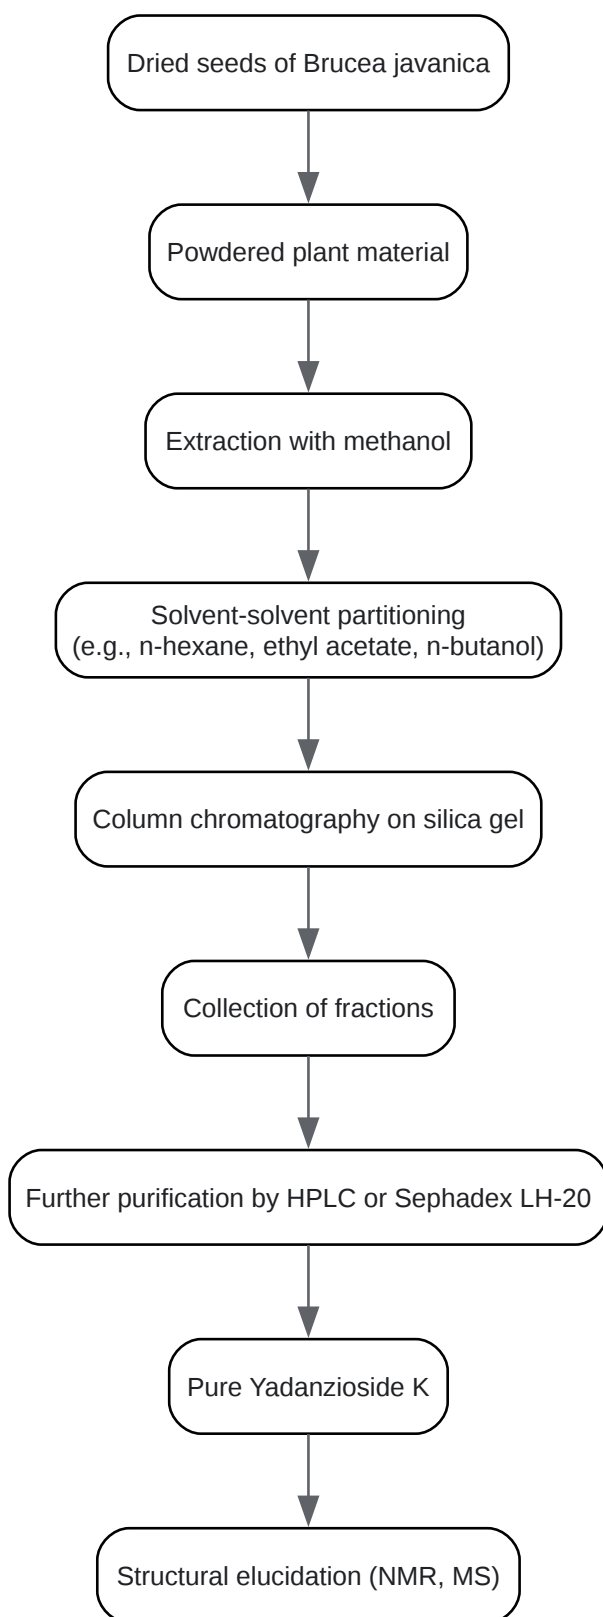 Dried seeds of Brucea javanica
Powdered plant material
Extraction with methanol
Solvent-solvent partitioning
(e.g., n-hexane, ethyl acetate, n-butanol)
Column chromatography on silica gel
Collection of fractions
Further purification by HPLC or Sephadex LH-20
Pure Yadanzioside K
Structural elucidation (NMR, MS)